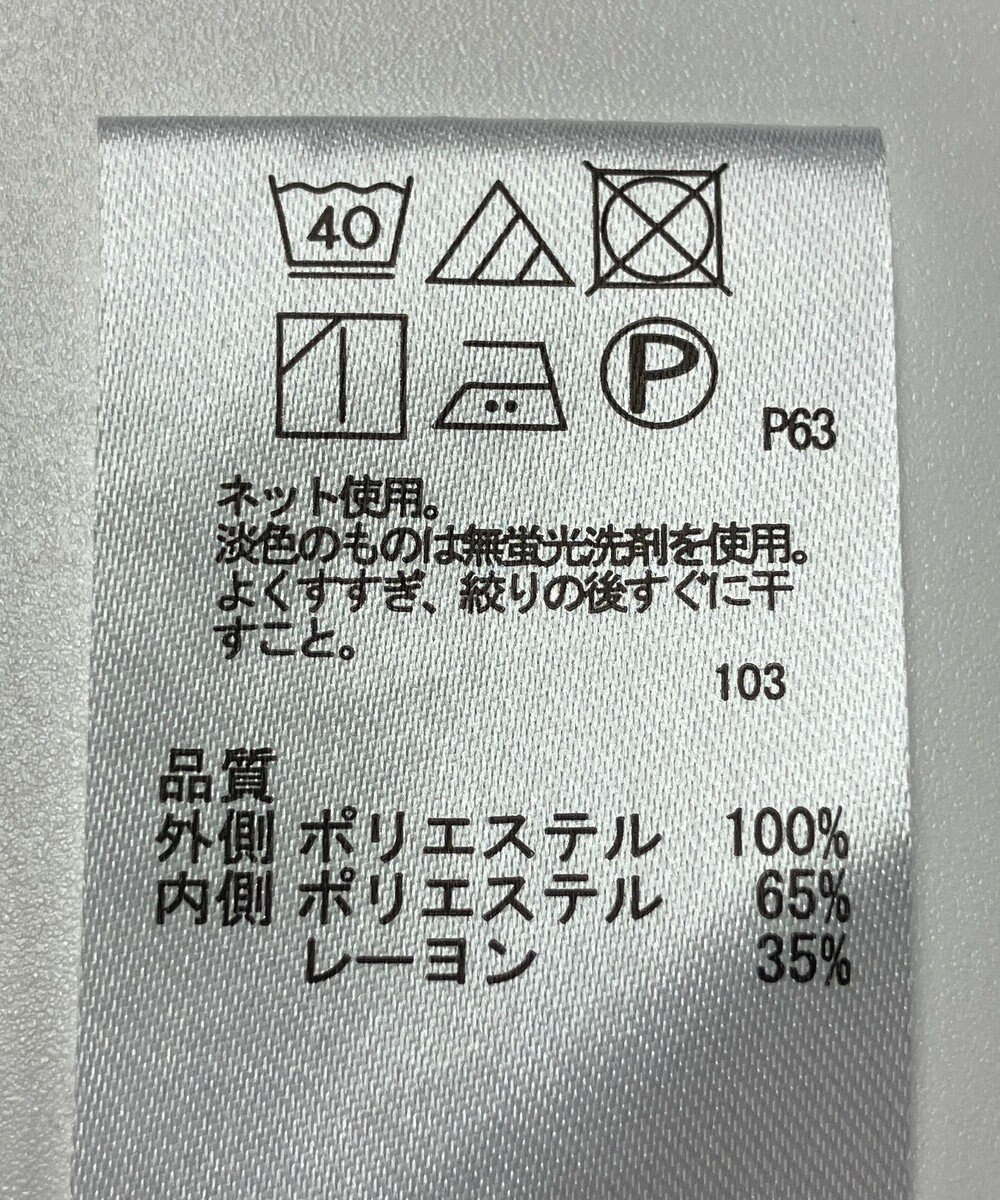 40
P
P63
ネット使用。
淡色のものは無蛍光洗剤を使用。
よくすすぎ、絞りの後すぐに干
すこと。
103
品質
外側 ポリエステル 100%
内側 ポリエステル 65%
レーヨン 35%